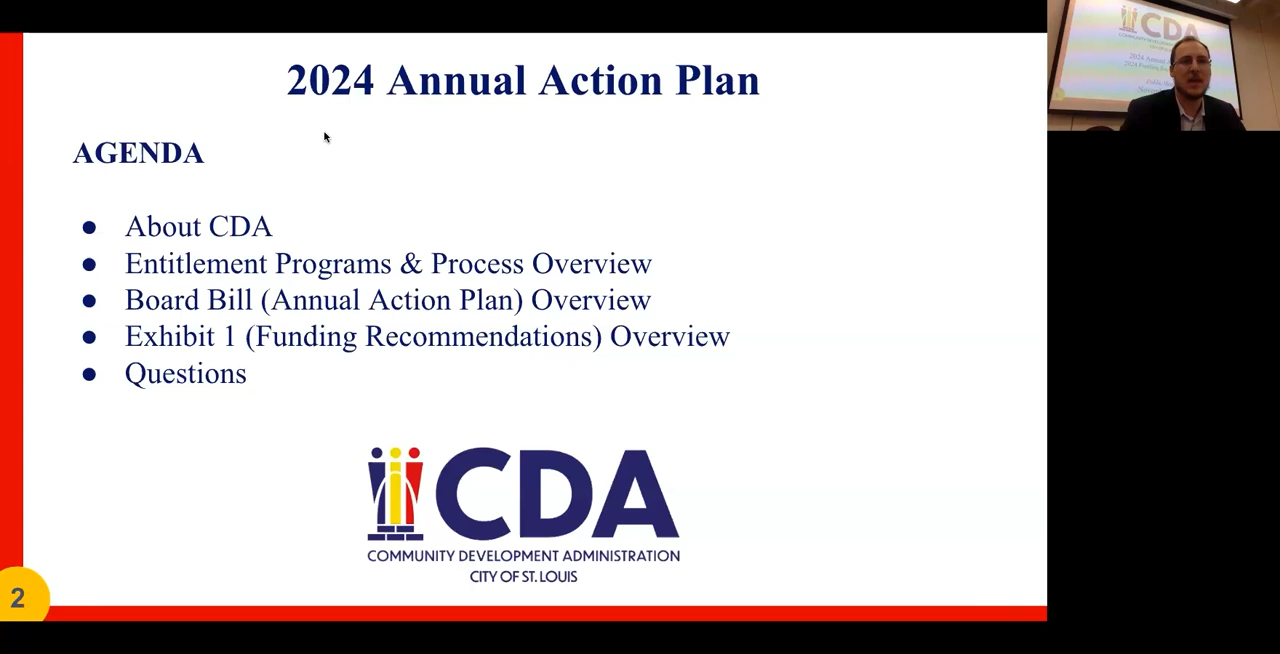 2024 Annual Action Plan
AGENDA
● About CDA
● Entitlement Programs & Process Overview
● Board Bill (Annual Action Plan) Overview
● Exhibit 1 (Funding Recommendations) Overview
● Questions
CDA
COMMUNITY DEVELOPMENT ADMINISTRATION
CITY OF ST. LOUIS
2
CDA